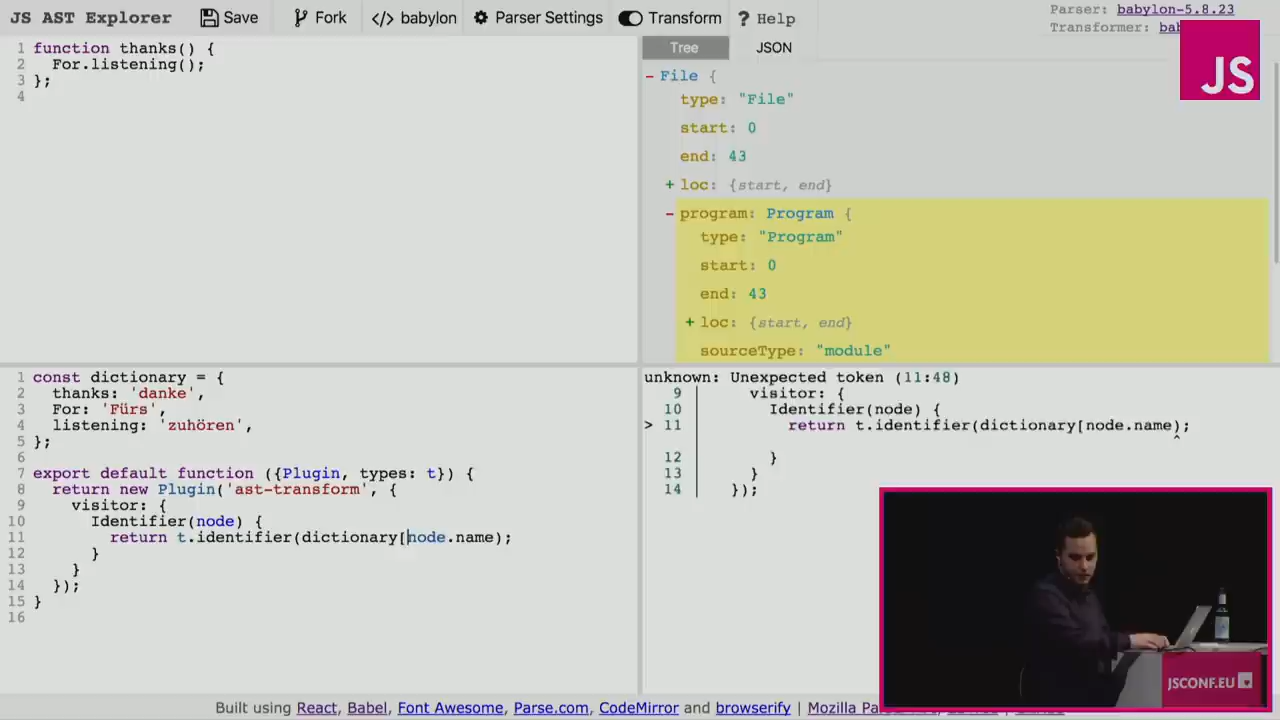 JS AST Explorer Save Fork </> babylon Parser Settings Transform ? Help
Parser: babylon-5.8.23
Transformer:
JS
1 function thanks() {
2 For.listening();
3 };
4
Tree JSON
- File {
type: "File"
start: 0
end: 43
+ loc: {start, end}
- program: Program {
type: "Program"
start: 0
end: 43
+ loc: {start, end}
sourceType: "module"
1 const dictionary = {
2 thanks: 'danke',
3 For: 'Fürs',
4 listening: 'zuhören',
5 };
6
7 export default function ({Plugin, types: t}) {
8 return new Plugin('ast-transform', {
9 visitor: {
10 Identifier(node) {
11 return t.identifier(dictionary[node.name);
12 }
13 }
14 });
15 }
16
unknown: Unexpected token (11:48)
9 | visitor: {
10 | Identifier(node) {
> 11 | return t.identifier(dictionary[node.name);
^
12 | }
13 | }
14 | });
JSCONF.EU
Built using React, Babel, Font Awesome, Parse.com, CodeMirror and browserify | Mozilla